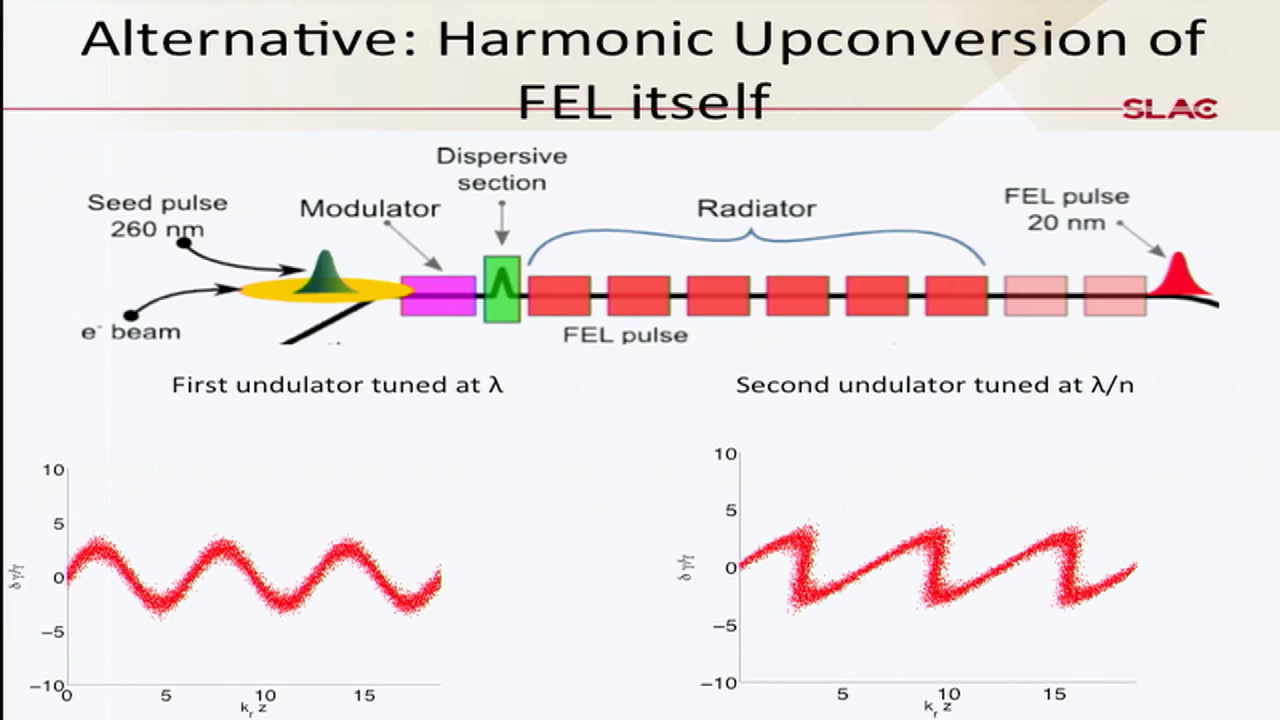 Alternative: Harmonic Upconversion of
FEL itself
SLAC
Dispersive
section
Seed pulse
260 nm
Modulator
Radiator
FEL pulse
20 nm
e- beam
FEL pulse
First undulator tuned at λ
Second undulator tuned at λ/n
10
5
0
−5
−10
δ γ/γ
0
5
10
15
k_r z
10
5
0
−5
−10
δ γ/γ
5
10
15
k_r z